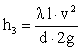 h₃ = λ l · v² / d · 2g